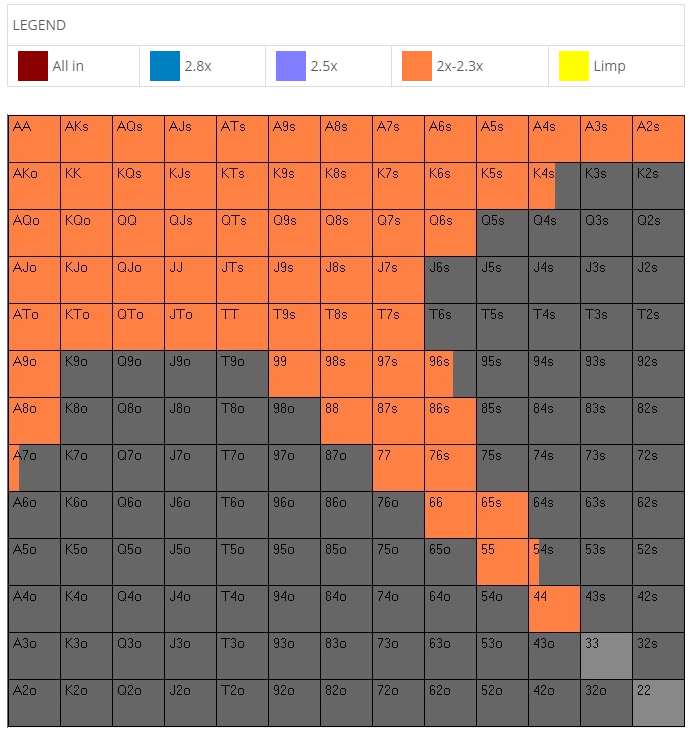 LEGEND
All in 2.8x 2.5x 2x-2.3x Limp
AA AKs AQs AJs ATs A9s A8s A7s A6s A5s A4s A3s A2s
AKo KK KQs KJs KTs K9s K8s K7s K6s K5s K4s K3s K2s
AQo KQo QQ QJs QTs Q9s Q8s Q7s Q6s Q5s Q4s Q3s Q2s
AJo KJo QJo JJ JTs J9s J8s J7s J6s J5s J4s J3s J2s
ATo KTo QTo JTo TT T9s T8s T7s T6s T5s T4s T3s T2s
A9o K9o Q9o J9o T9o 99 98s 97s 96s 95s 94s 93s 92s
A8o K8o Q8o J8o T8o 98o 88 87s 86s 85s 84s 83s 82s
A7o K7o Q7o J7o T7o 97o 87o 77 76s 75s 74s 73s 72s
A6o K6o Q6o J6o T6o 96o 86o 76o 66 65s 64s 63s 62s
A5o K5o Q5o J5o T5o 95o 85o 75o 65o 55 54s 53s 52s
A4o K4o Q4o J4o T4o 94o 84o 74o 64o 54o 44 43s 42s
A3o K3o Q3o J3o T3o 93o 83o 73o 63o 53o 43o 33 32s
A2o K2o Q2o J2o T2o 92o 82o 72o 62o 52o 42o 32o 22